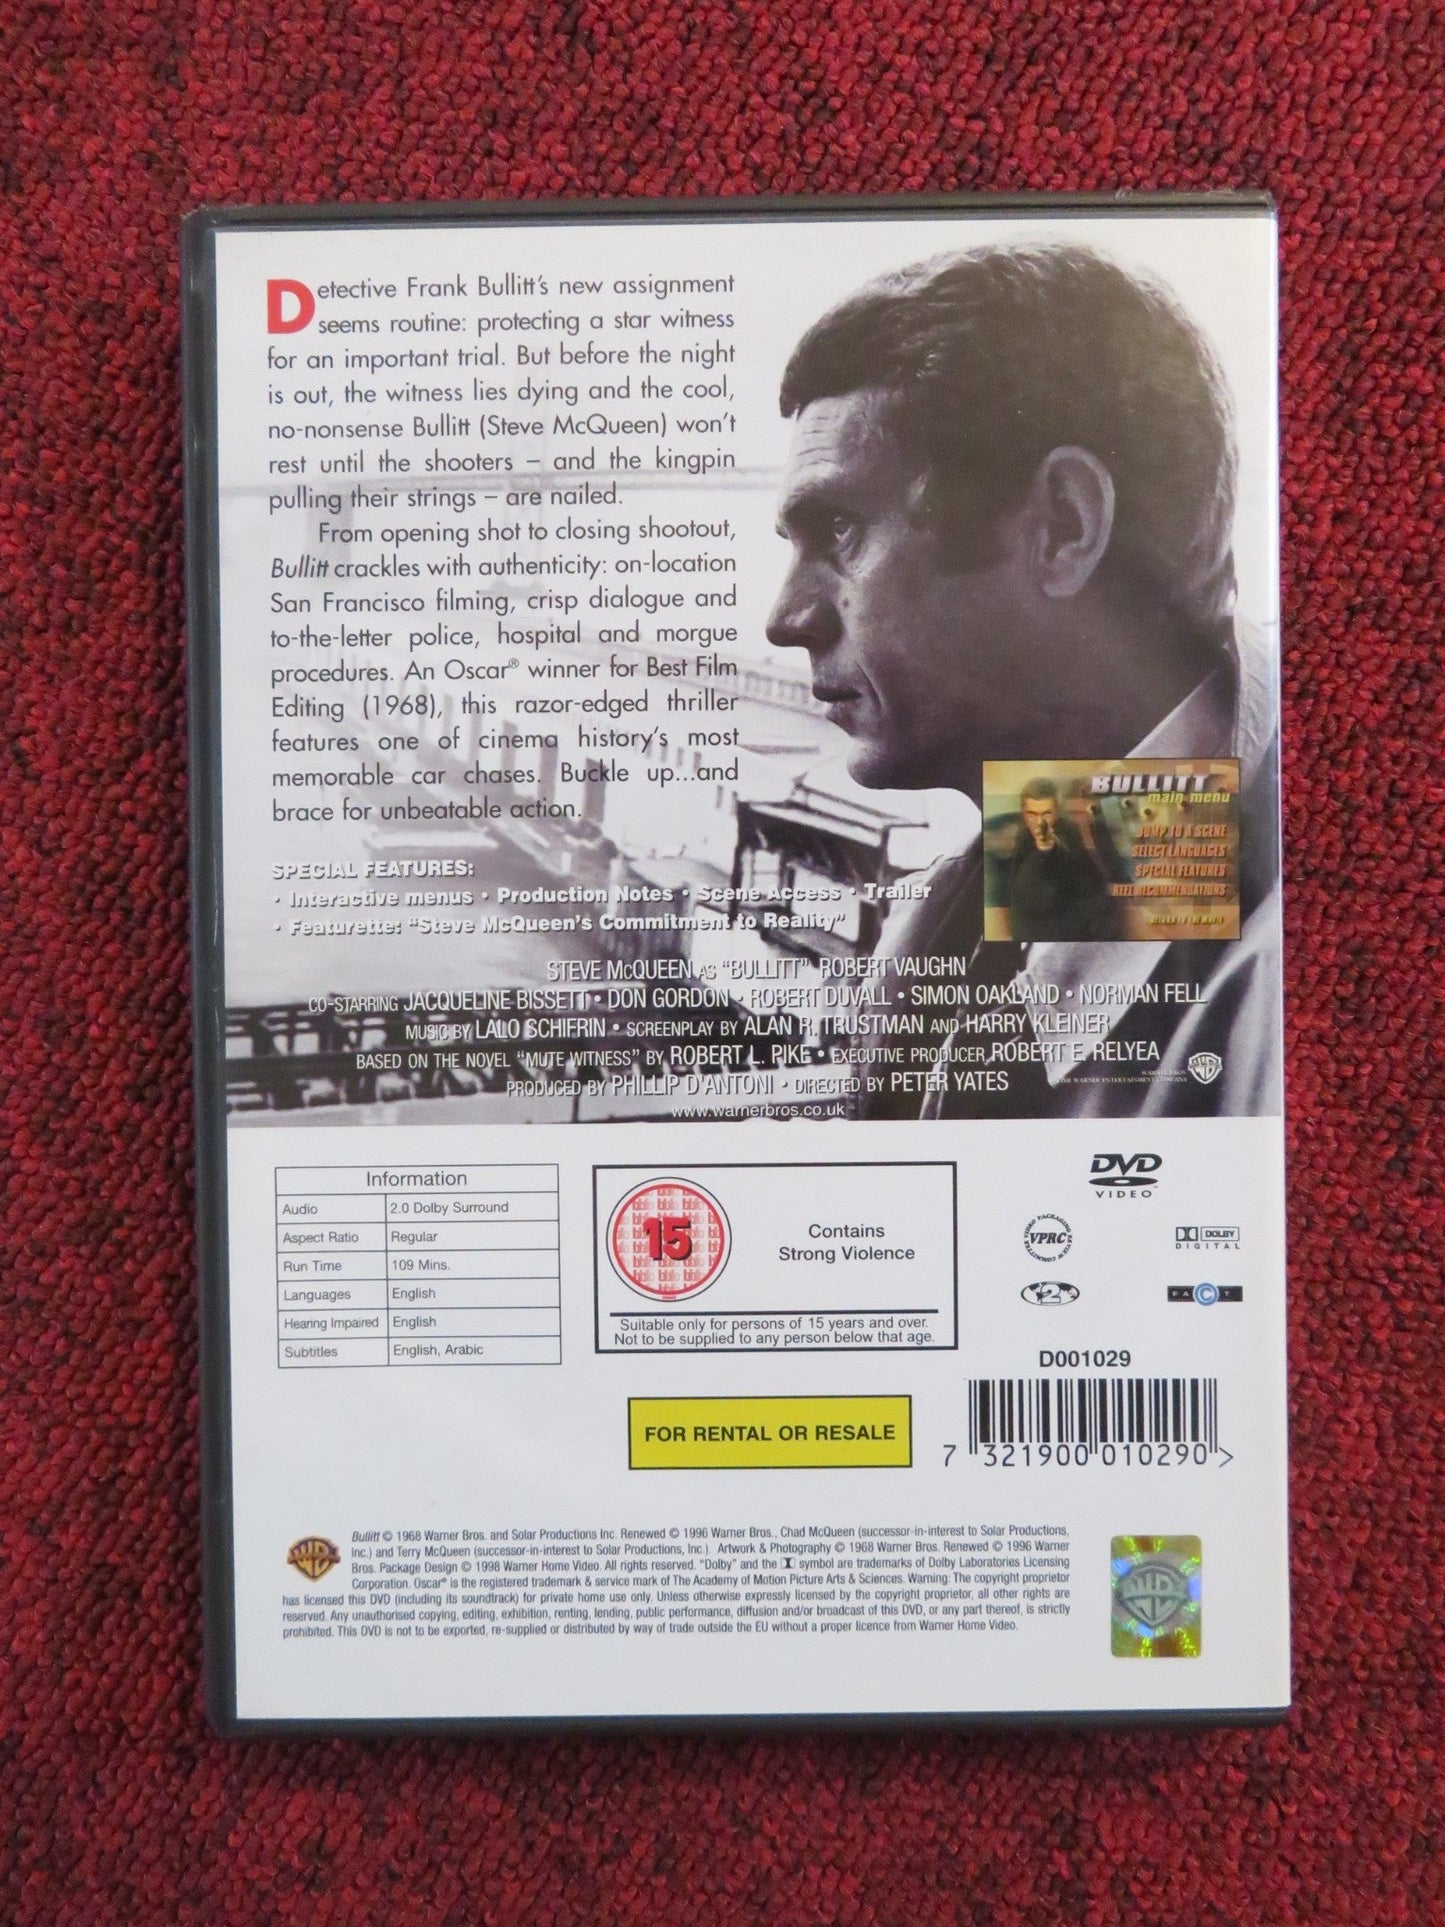 Detective Frank Bullitt's new assignment
seems routine: protecting a star witness
for an important trial. But before the night
is out, the witness lies dying and the cool,
no-nonsense Bullitt (Steve McQueen) won't
rest until the shooters – and the kingpin
pulling their strings – are nailed.
From opening shot to closing shootout,
Bullitt crackles with authenticity: on-location
San Francisco filming, crisp dialogue and
to-the-letter police, hospital and morgue
procedures. An Oscar® winner for Best Film
Editing (1968), this razor-edged thriller
features one of cinema history's most
memorable car chases. Buckle up...and
brace for unbeatable action.
BULLITT
main menu
JUMP TO A SCENE
SELECT LANGUAGES
SPECIAL FEATURES
REEL RECOMMENDATIONS
RETURN TO THE MOVIE
SPECIAL FEATURES:
• Interactive menus • Production Notes • Scene Access • Trailer
• Featurette: "Steve McQueen's Commitment to Reality"
STEVE McQUEEN AS "BULLITT" ROBERT VAUGHN
CO-STARRING JACQUELINE BISSETT • DON GORDON • ROBERT DUVALL • SIMON OAKLAND • NORMAN FELL
MUSIC BY LALO SCHIFRIN • SCREENPLAY BY ALAN R. TRUSTMAN AND HARRY KLEINER
BASED ON THE NOVEL "MUTE WITNESS" BY ROBERT L. PIKE • EXECUTIVE PRODUCER ROBERT E. RELYEA
PRODUCED BY PHILLIP D'ANTONI • DIRECTED BY PETER YATES
www.warnerbros.co.uk
Information
Audio 2.0 Dolby Surround
Aspect Ratio Regular
Run Time 109 Mins.
Languages English
Hearing Impaired English
Subtitles English, Arabic
15
Contains
Strong Violence
Suitable only for persons of 15 years and over.
Not to be supplied to any person below that age.
DVD
VIDEO
VIDEO PACKAGING REVIEW COMMITTEE
VPRC
DOLBY
DIGITAL
2
FACT
D001029
7 321900 010290 >
FOR RENTAL OR RESALE
Bullitt © 1968 Warner Bros. and Solar Productions Inc. Renewed © 1996 Warner Bros., Chad McQueen (successor-in-interest to Solar Productions,
Inc.) and Terry McQueen (successor-in-interest to Solar Productions, Inc.). Artwork & Photography © 1968 Warner Bros. Renewed © 1996 Warner
Bros. Package Design © 1998 Warner Home Video. All rights reserved. "Dolby" and the symbol are trademarks of Dolby Laboratories Licensing
Corporation. Oscar® is the registered trademark & service mark of The Academy of Motion Picture Arts & Sciences. Warning: The copyright proprietor
has licensed this DVD (including its soundtrack) for private home use only. Unless otherwise expressly licensed by the copyright proprietor, all other rights are
reserved. Any unauthorised copying, editing, exhibition, renting, lending, public performance, diffusion and/or broadcast of this DVD, or any part thereof, is strictly
prohibited. This DVD is not to be exported, re-supplied or distributed by way of trade outside the EU without a proper licence from Warner Home Video.